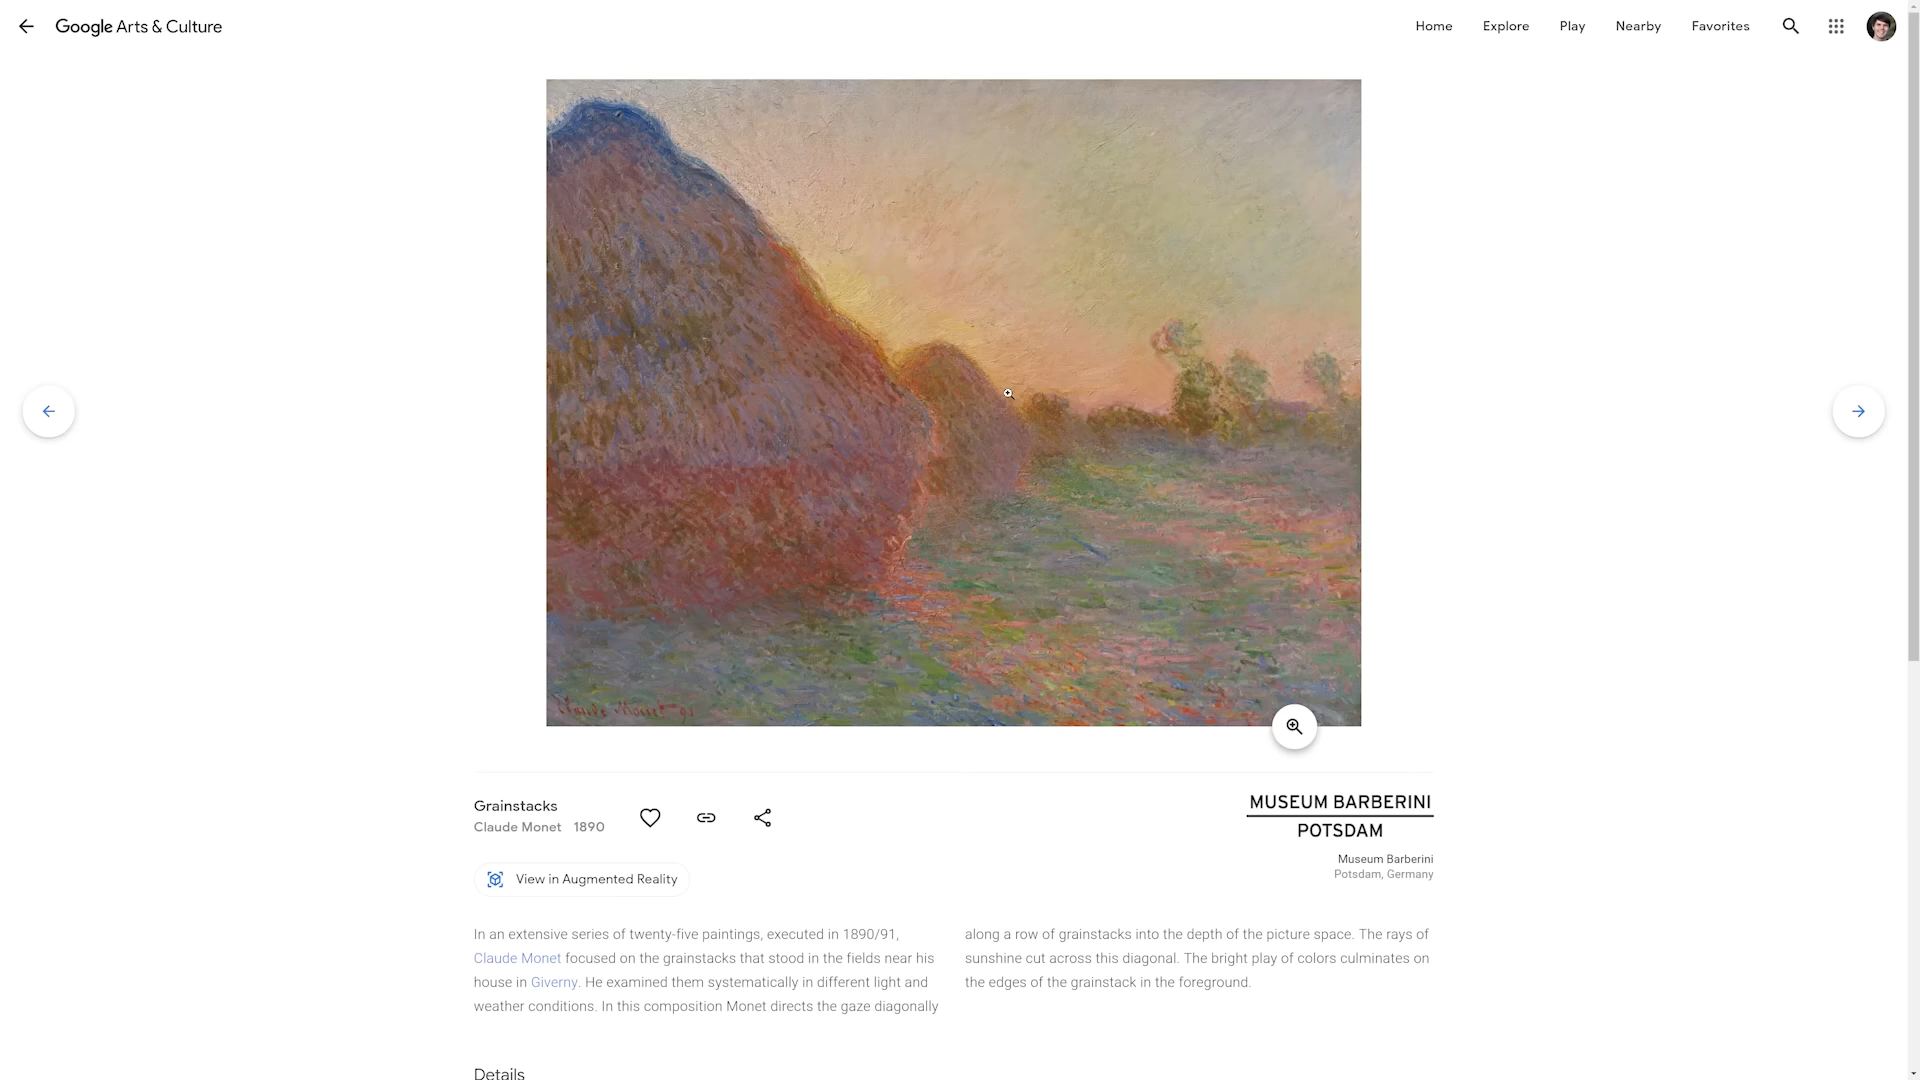 Google Arts & Culture
Home Explore Play Nearby Favorites
Claude Monet 91
Grainstacks
Claude Monet 1890
MUSEUM BARBERINI
POTSDAM
Museum Barberini
Potsdam, Germany
View in Augmented Reality
In an extensive series of twenty-five paintings, executed in 1890/91,
Claude Monet focused on the grainstacks that stood in the fields near his
house in Giverny. He examined them systematically in different light and
weather conditions. In this composition Monet directs the gaze diagonally
along a row of grainstacks into the depth of the picture space. The rays of
sunshine cut across this diagonal. The bright play of colors culminates on
the edges of the grainstack in the foreground.
Details